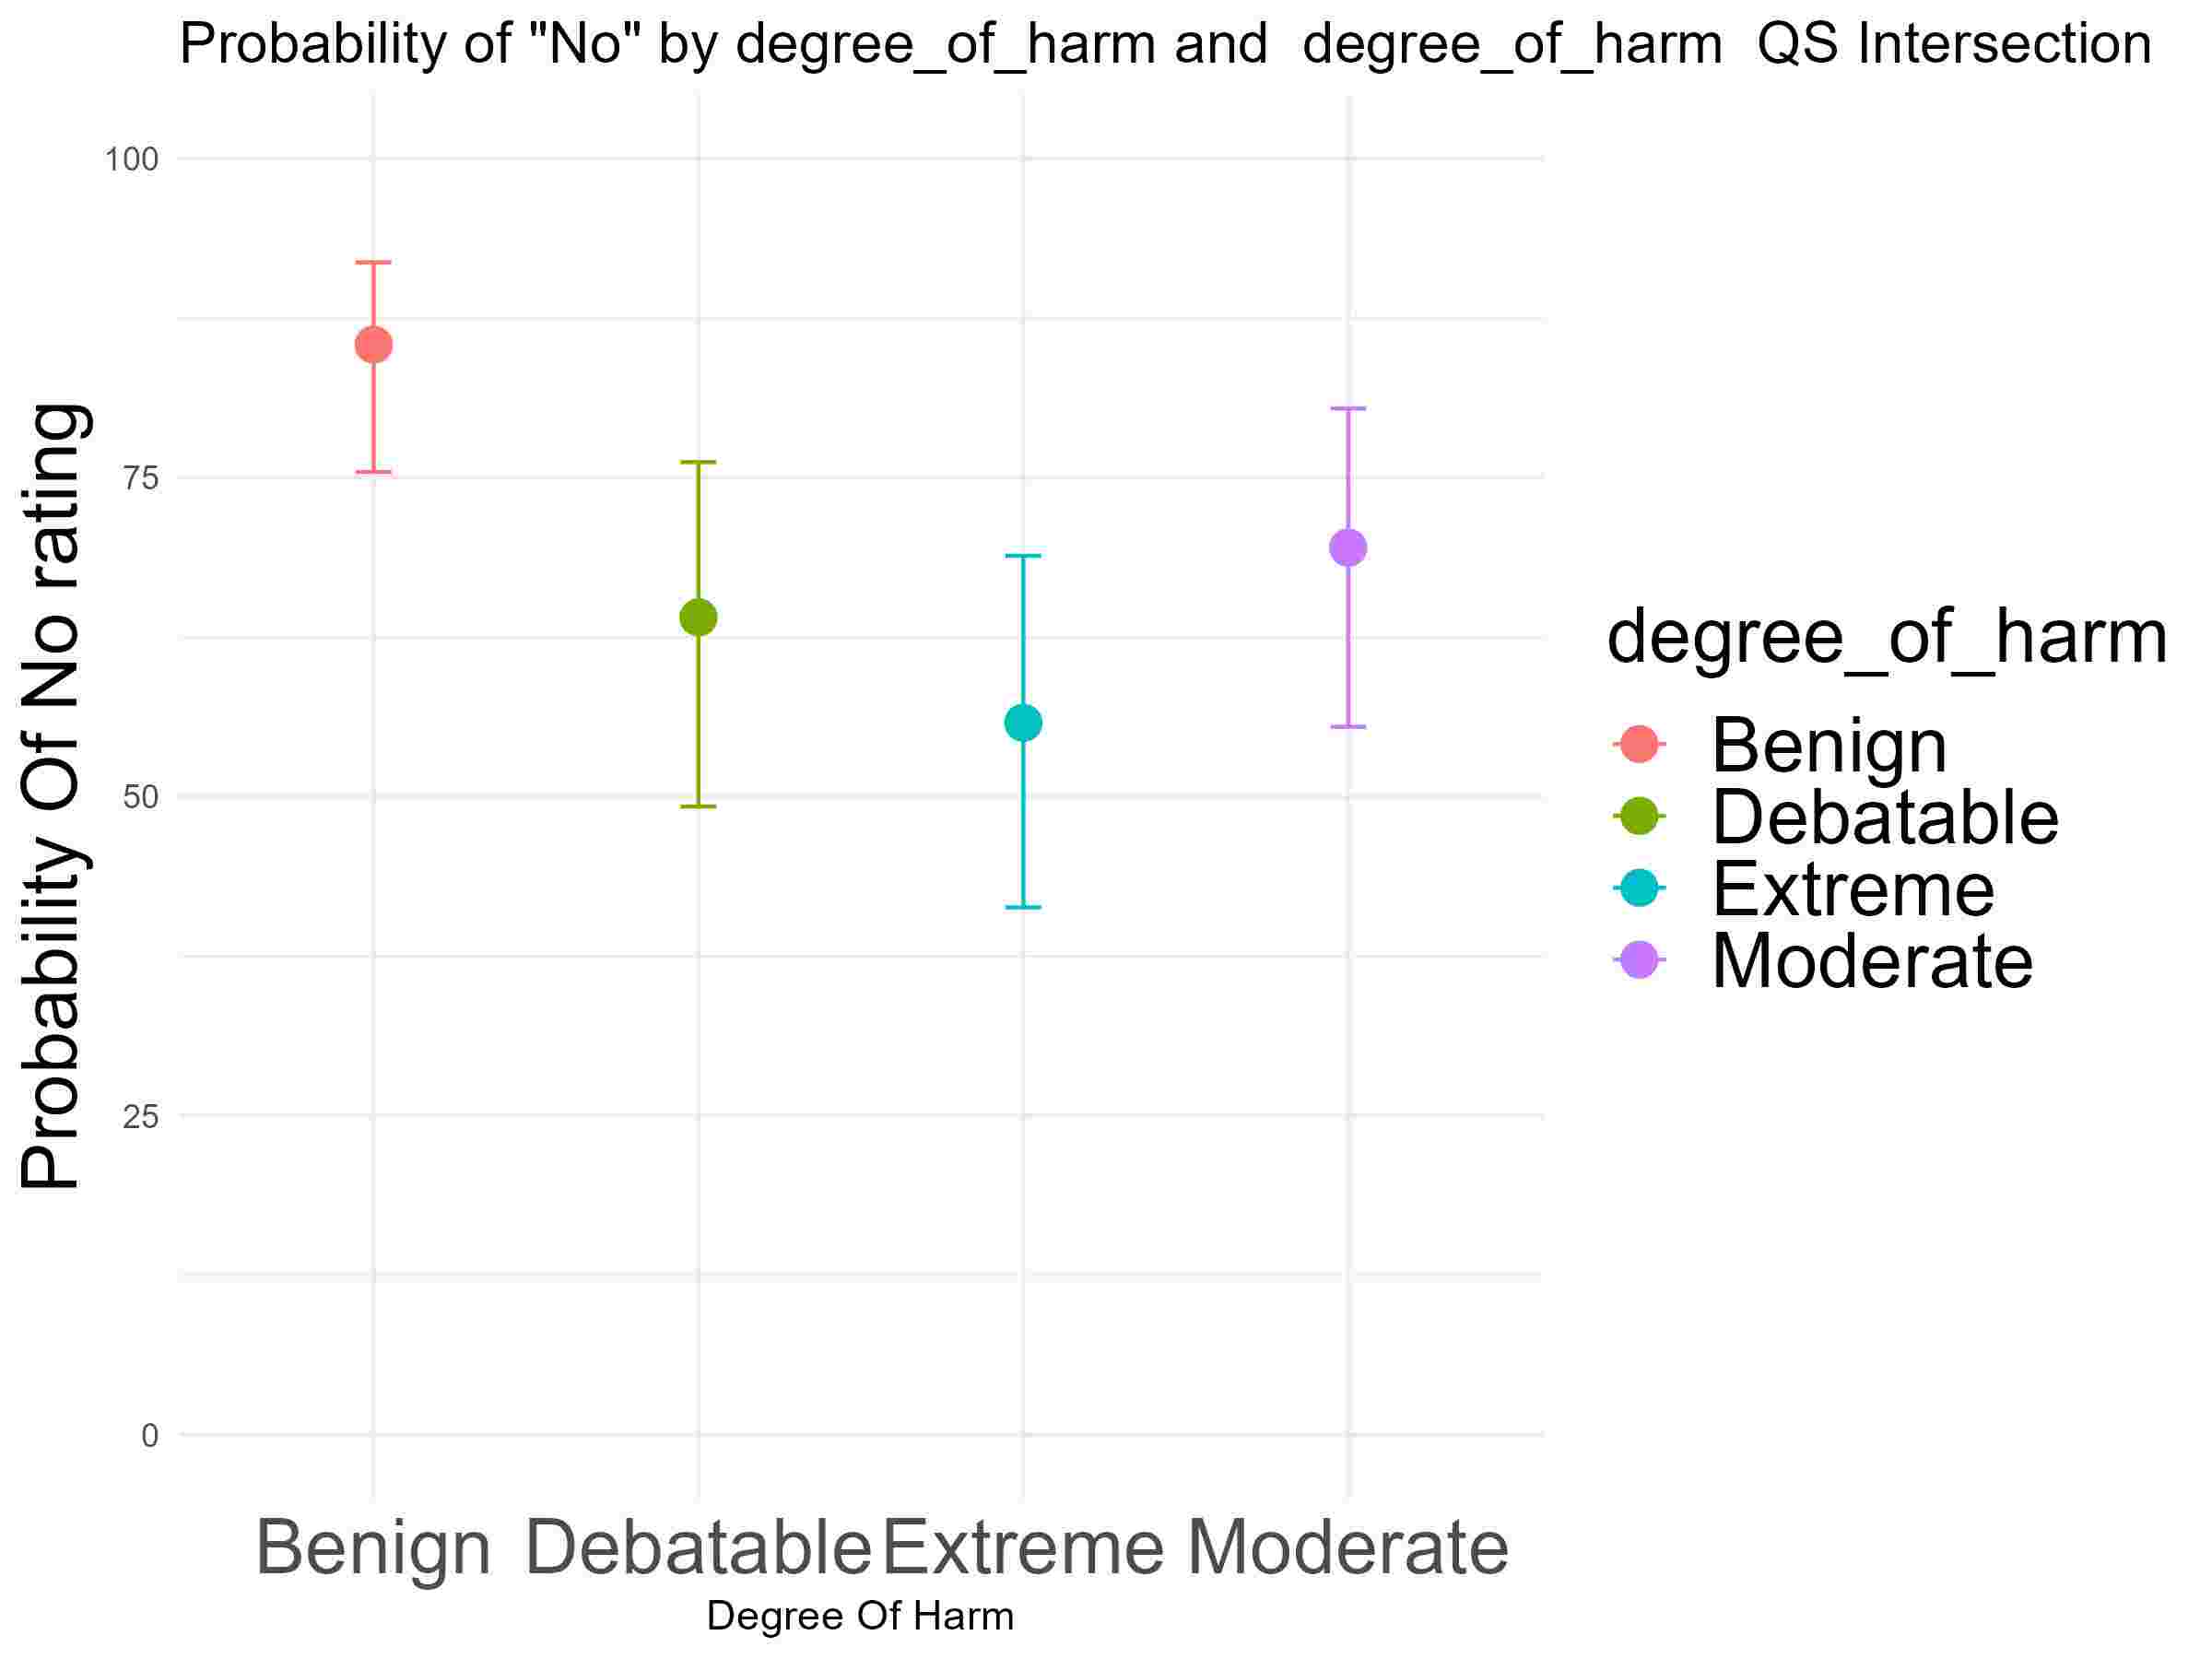 Probability of "No" by degree_of_harm and  degree_of_harm  QS Intersection
Probability Of No rating
100
75
50
25
0
Benign
Debatable
Extreme
Moderate
Degree Of Harm
degree_of_harm
Benign
Debatable
Extreme
Moderate